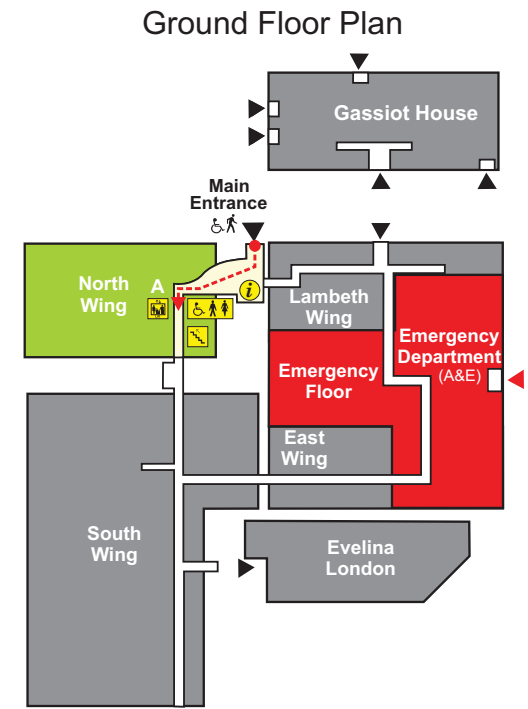 Ground Floor Plan
Gassiot House
Main
Entrance
North
Wing
A
i
Lambeth
Wing
Emergency
Department
(A&E)
Emergency
Floor
East
Wing
South
Wing
Evelina
London